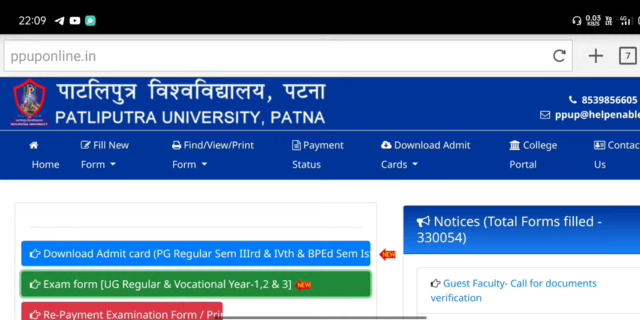 22:09
0.03 KB/S 4G
ppuponline.in
7
पाटलिपुत्र विश्वविद्यालय, पटना
PATLIPUTRA UNIVERSITY, PATNA
8539856605
ppup@helpenable
Home
Fill New Form
Find/View/Print Form
Payment Status
Download Admit Cards
College Portal
Contac Us
Download Admit card (PG Regular Sem IIIrd & IVth & BPEd Sem Is
NEW
Exam form [UG Regular & Vocational Year-1,2 & 3] NEW
Re-Payment Examination Form / Pri
Notices (Total Forms filled -
330054)
Guest Faculty- Call for documents
verification